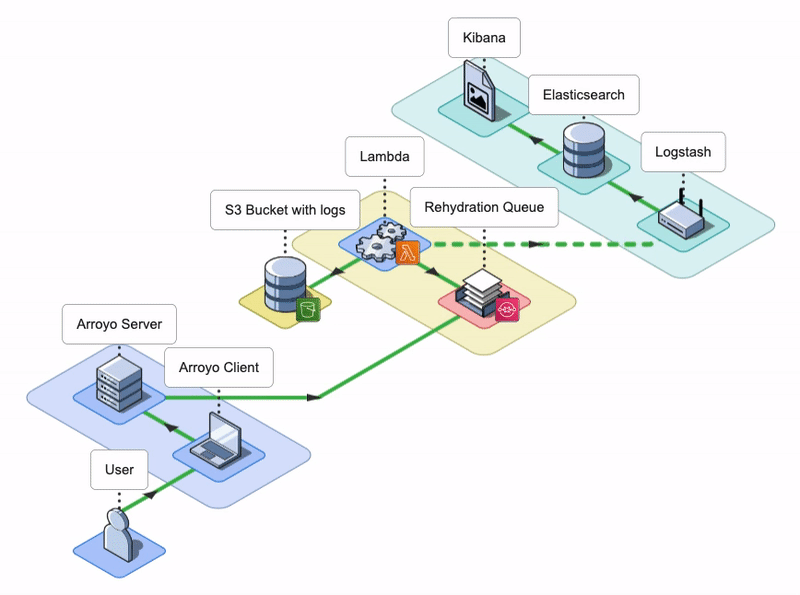 Kibana
Elasticsearch
Logstash
Lambda
S3 Bucket with logs
Rehydration Queue
Arroyo Server
Arroyo Client
User